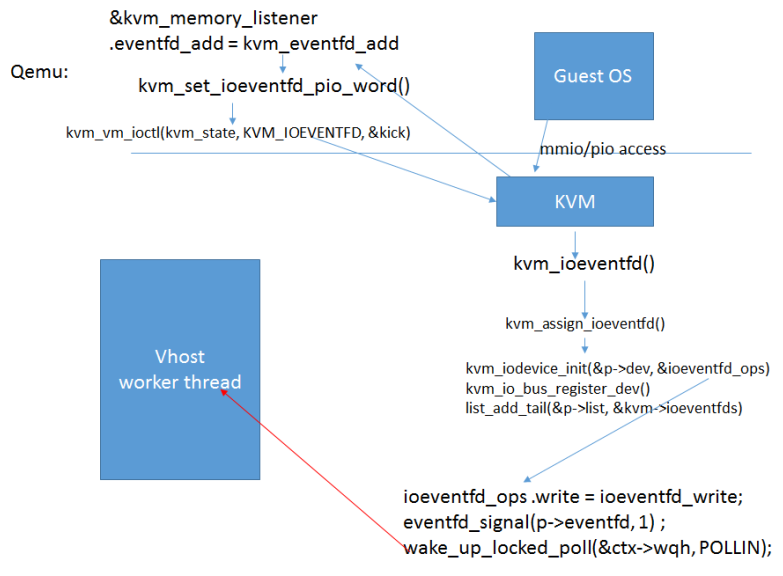 &kvm_memory_listener
.eventfd_add = kvm_eventfd_add
Qemu:
kvm_set_ioeventfd_pio_word()
Guest OS
kvm_vm_ioctl(kvm_state, KVM_IOEVENTFD, &kick)
mmio/pio access
KVM
kvm_ioeventfd()
kvm_assign_ioeventfd()
Vhost
worker thread
kvm_iodevice_init(&p->dev, &ioeventfd_ops)
kvm_io_bus_register_dev()
list_add_tail(&p->list, &kvm->ioeventfds)
ioeventfd_ops .write = ioeventfd_write;
eventfd_signal(p->eventfd, 1) ;
wake_up_locked_poll(&ctx->wqh, POLLIN);